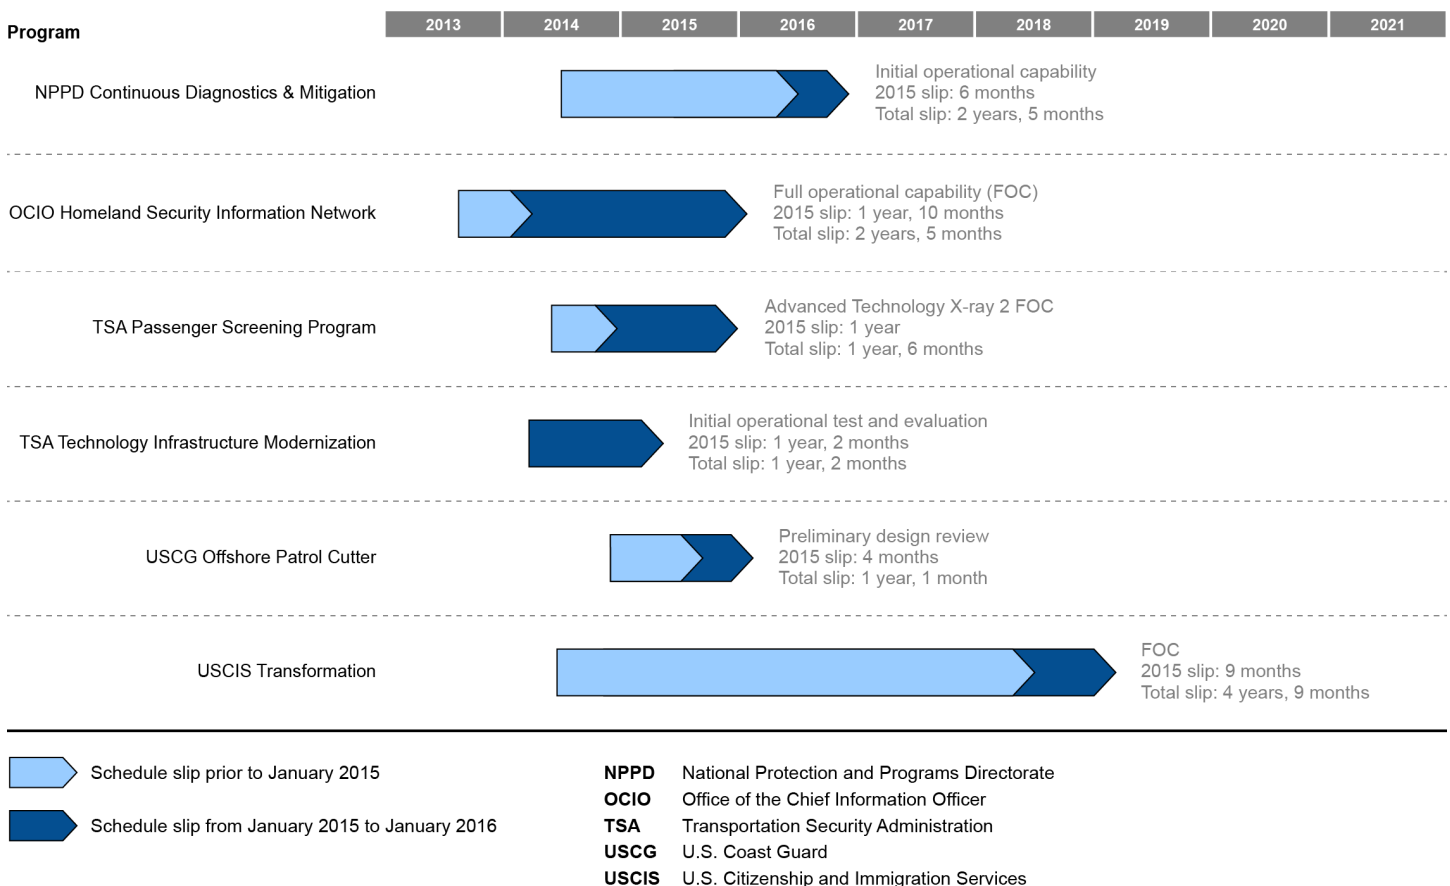 Program
2013 2014 2015 2016 2017 2018 2019 2020 2021
NPPD Continuous Diagnostics & Mitigation
Initial operational capability
2015 slip: 6 months
Total slip: 2 years, 5 months
OCIO Homeland Security Information Network
Full operational capability (FOC)
2015 slip: 1 year, 10 months
Total slip: 2 years, 5 months
TSA Passenger Screening Program
Advanced Technology X-ray 2 FOC
2015 slip: 1 year
Total slip: 1 year, 6 months
TSA Technology Infrastructure Modernization
Initial operational test and evaluation
2015 slip: 1 year, 2 months
Total slip: 1 year, 2 months
USCG Offshore Patrol Cutter
Preliminary design review
2015 slip: 4 months
Total slip: 1 year, 1 month
USCIS Transformation
FOC
2015 slip: 9 months
Total slip: 4 years, 9 months
Schedule slip prior to January 2015
Schedule slip from January 2015 to January 2016
NPPD National Protection and Programs Directorate
OCIO Office of the Chief Information Officer
TSA Transportation Security Administration
USCG U.S. Coast Guard
USCIS U.S. Citizenship and Immigration Services